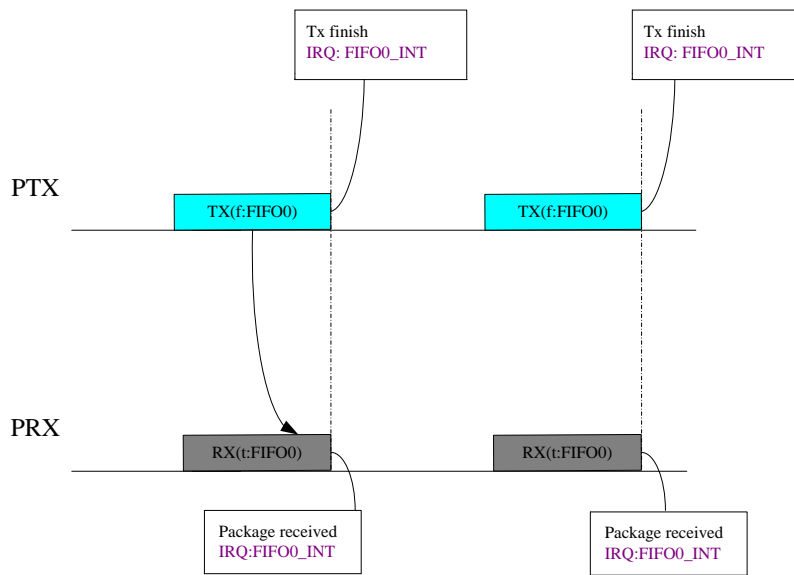 Tx finish
IRQ: FIFO0_INT
Tx finish
IRQ: FIFO0_INT
PTX
TX(f:FIFO0)
TX(f:FIFO0)
PRX
RX(t:FIFO0)
RX(t:FIFO0)
Package received
IRQ:FIFO0_INT
Package received
IRQ:FIFO0_INT